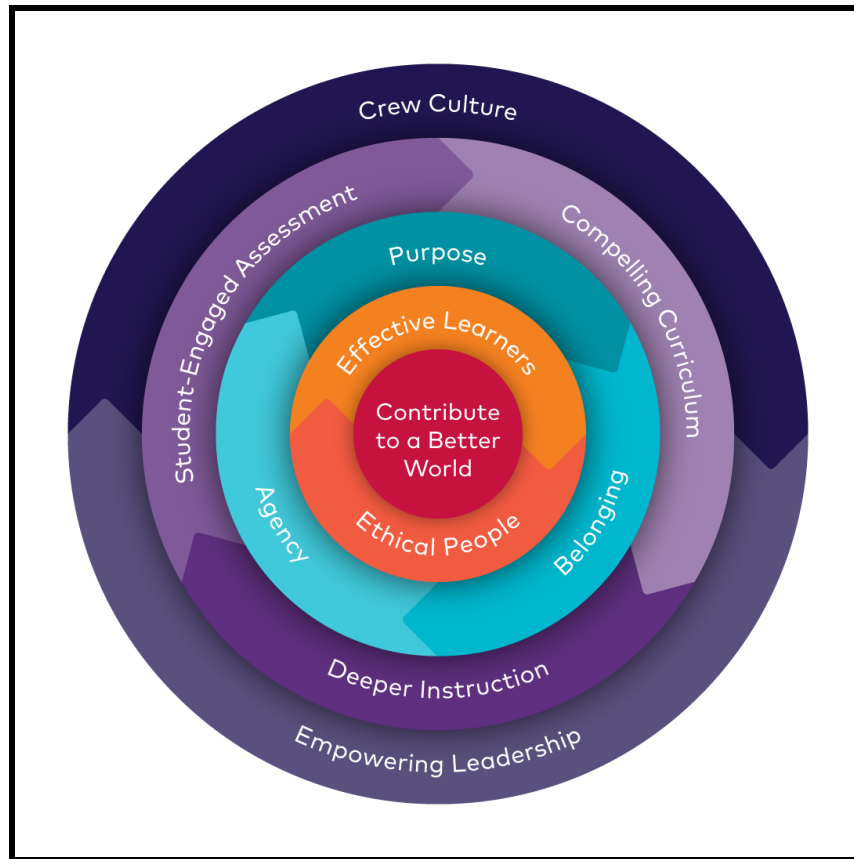 Crew Culture
Student-Engaged Assessment
Compelling Curriculum
Purpose
Effective Learners
Contribute
to a Better
World
Ethical People
Agency
Belonging
Deeper Instruction
Empowering Leadership